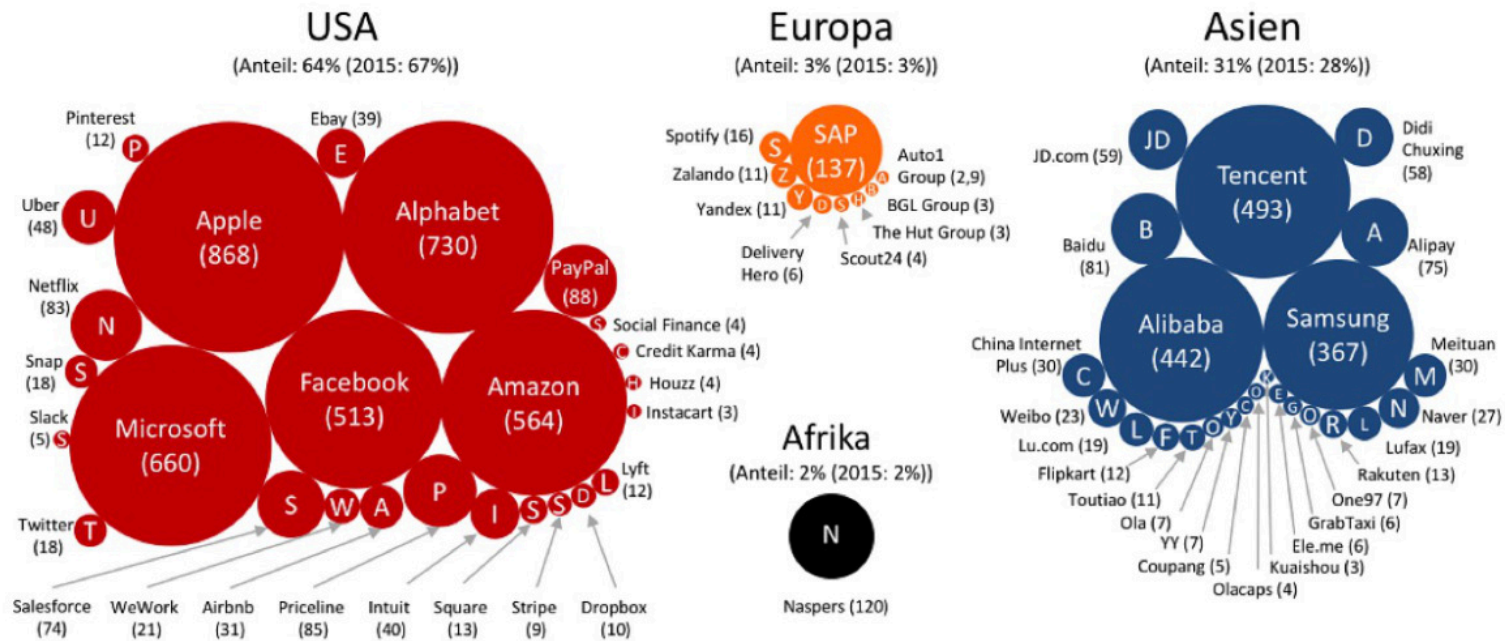 USA
(Anteil: 64% (2015: 67%))
Pinterest
(12)
P
Ebay (39)
E
Uber
(48)
U
Apple
(868)
Alphabet
(730)
PayPal
(88)
Netflix
(83)
N
S
Social Finance (4)
C
Credit Karma (4)
H
Houzz (4)
I
Instacart (3)
Snap
(18)
S
Facebook
(513)
Amazon
(564)
Slack
(5)
S
Microsoft
(660)
Twitter
(18)
T
S
W
A
P
I
S
S
D
L
Lyft
(12)
Salesforce
(74)
WeWork
(21)
Airbnb
(31)
Priceline
(85)
Intuit
(40)
Square
(13)
Stripe
(9)
Dropbox
(10)
Europa
(Anteil: 3% (2015: 3%))
Spotify (16)
S
SAP
(137)
Zalando (11)
Z
Yandex (11)
Y
D
S
H
B
A
Auto1
Group (2,9)
BGL Group (3)
The Hut Group (3)
Scout24 (4)
Delivery
Hero (6)
Afrika
(Anteil: 2% (2015: 2%))
N
Naspers (120)
Asien
(Anteil: 31% (2015: 28%))
JD
JD.com (59)
Tencent
(493)
D
Didi
Chuxing
(58)
B
Baidu
(81)
A
Alipay
(75)
Alibaba
(442)
Samsung
(367)
China Internet
Plus (30)
C
Meituan
(30)
M
Weibo (23)
W
N
Naver (27)
Lu.com (19)
L
F
T
O
Y
C
O
K
E
G
O
R
L
Lufax (19)
Flipkart (12)
Rakuten (13)
Toutiao (11)
One97 (7)
Ola (7)
GrabTaxi (6)
YY (7)
Ele.me (6)
Coupang (5)
Kuaishou (3)
Olacaps (4)